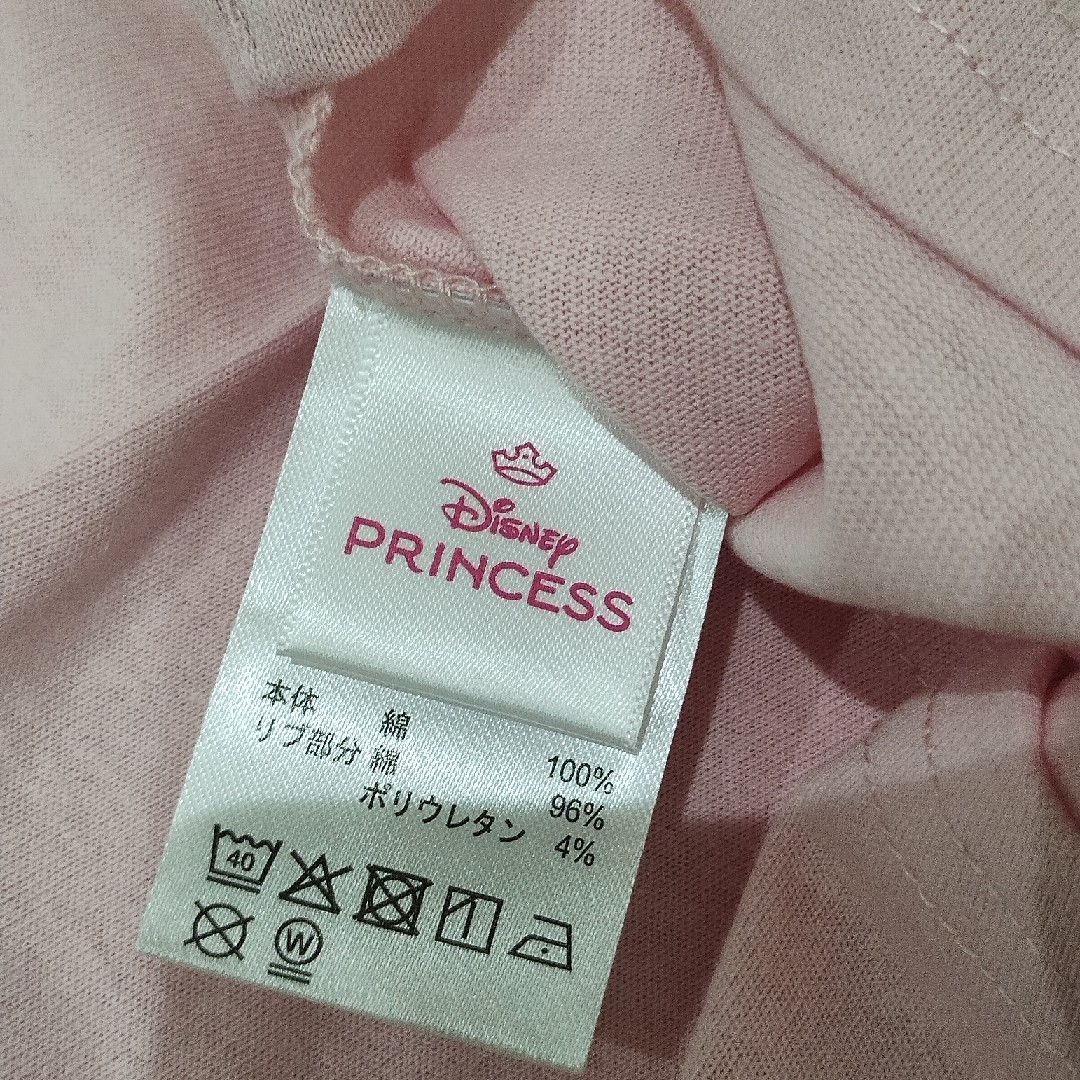 Disney
PRINCESS
本体 綿 100%
リブ部分 綿 96%
ポリウレタン 4%
40
W